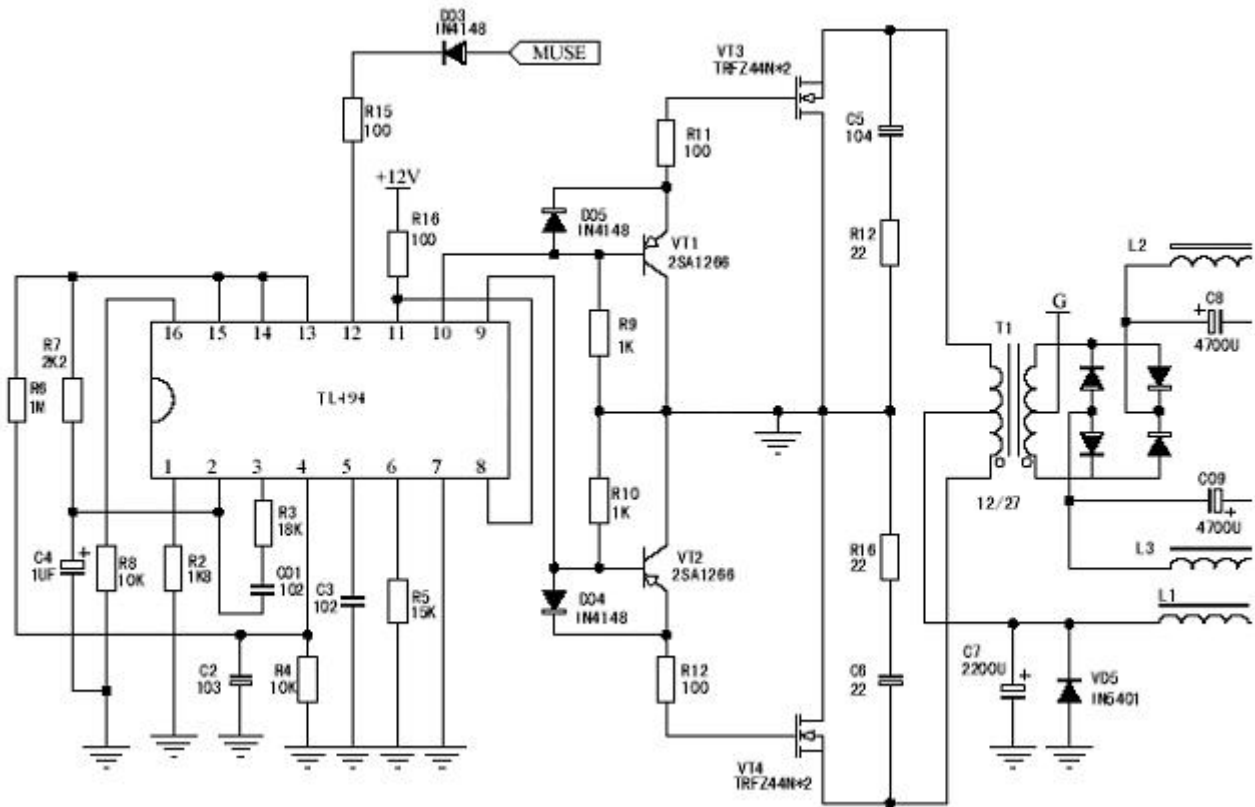 D03
IN4148
MUSE
R15
100
+12V
R16
100
VT3
TRFZ44N*2
R11
100
C5
104
D05
IN4148
VT1
2SA1266
R12
22
L2
G
C8
+
4700U
T1
16
15
14
13
12
11
10
9
R7
2K2
R6
1M
TL494
R9
1K
1
2
3
4
5
6
7
8
R10
1K
12/27
C09
+
4700U
R3
18K
C4
+
1UF
R8
10K
R2
1K8
C01
102
C3
102
R5
15K
VT2
2SA1266
R16
22
L3
D04
IN4148
L1
C2
103
R4
10K
R12
100
C6
22
C7
2200U
+
VD5
IN5401
VT4
TRFZ44N*2